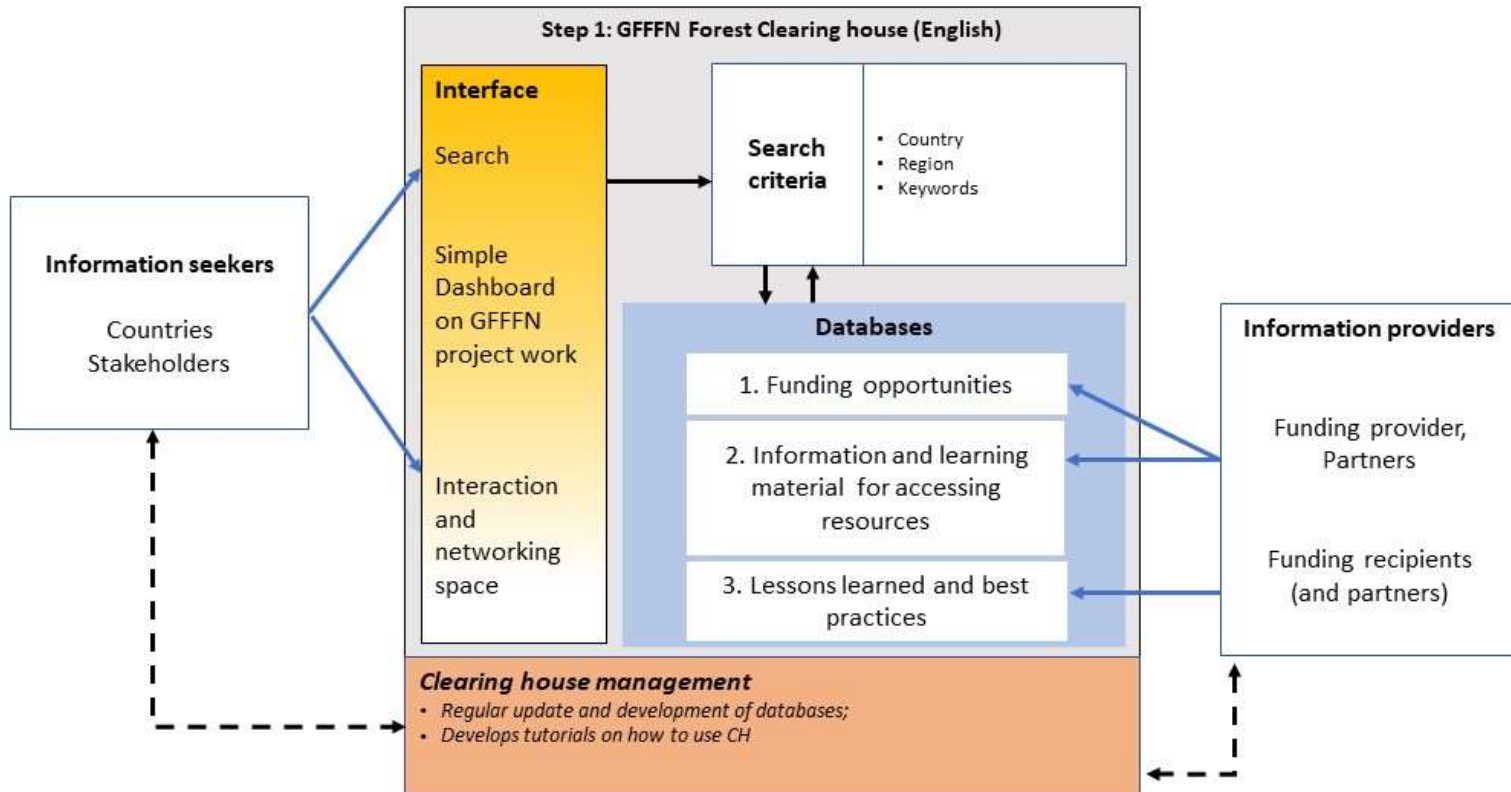 Step 1: GFFFN Forest Clearing house (English)
Information seekers
Countries
Stakeholders
Interface
Search
Simple
Dashboard
on GFFFN
project work
Interaction
and
networking
space
Search
criteria
▪ Country
▪ Region
▪ Keywords
Databases
1. Funding opportunities
2. Information and learning
material for accessing
resources
3. Lessons learned and best
practices
Information providers
Funding provider,
Partners
Funding recipients
(and partners)
Clearing house management
• Regular update and development of databases;
• Develops tutorials on how to use CH